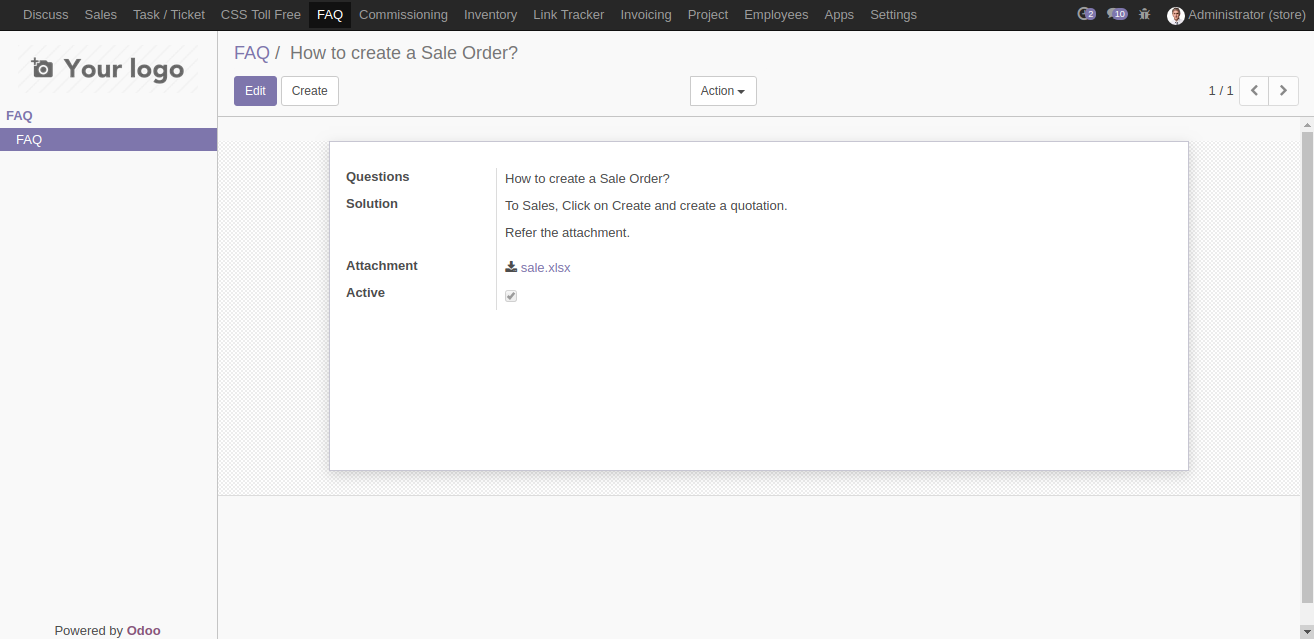 Discuss Sales Task / Ticket CSS Toll Free FAQ Commissioning Inventory Link Tracker Invoicing Project Employees Apps Settings 2 10 Administrator (store)
Your logo
FAQ
FAQ
Powered by Odoo
FAQ / How to create a Sale Order?
Edit Create Action 1 / 1
Questions How to create a Sale Order?
Solution To Sales, Click on Create and create a quotation.
Refer the attachment.
Attachment sale.xlsx
Active